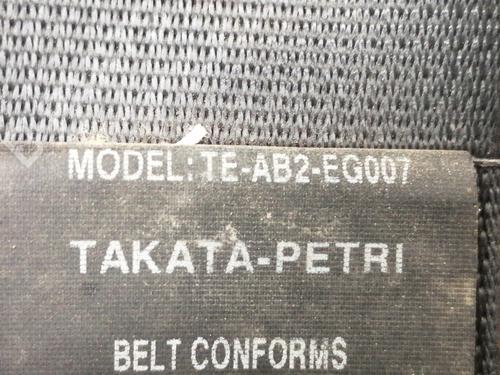 MODEL: TE-AB2-EG007
TAKATA-PETRI
BELT CONFORMS